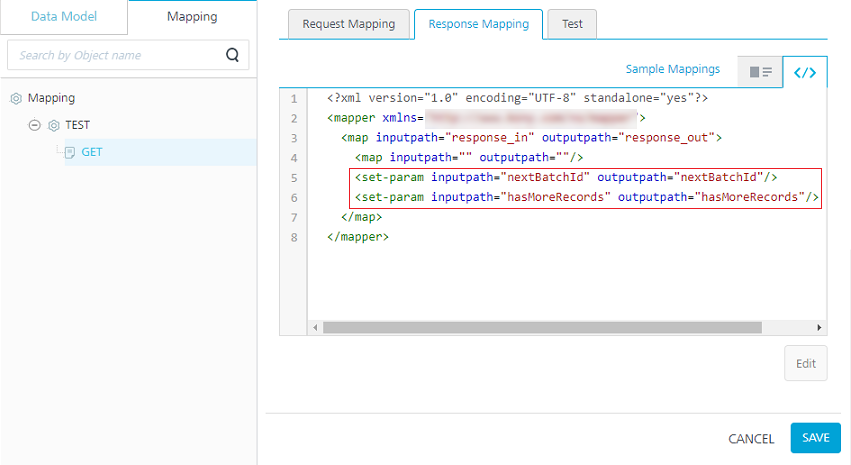 Data Model
Mapping
Search by Object name
Mapping
TEST
GET
Request Mapping
Response Mapping
Test
Sample Mappings
</>
1 <?xml version="1.0" encoding="UTF-8" standalone="yes"?>
2 <mapper xmlns=">
3 <map inputpath="response_in" outputpath="response_out">
4 <map inputpath="" outputpath=""/>
5 <set-param inputpath="nextBatchId" outputpath="nextBatchId"/>
6 <set-param inputpath="hasMoreRecords" outputpath="hasMoreRecords"/>
7 </map>
8 </mapper>
Edit
CANCEL
SAVE